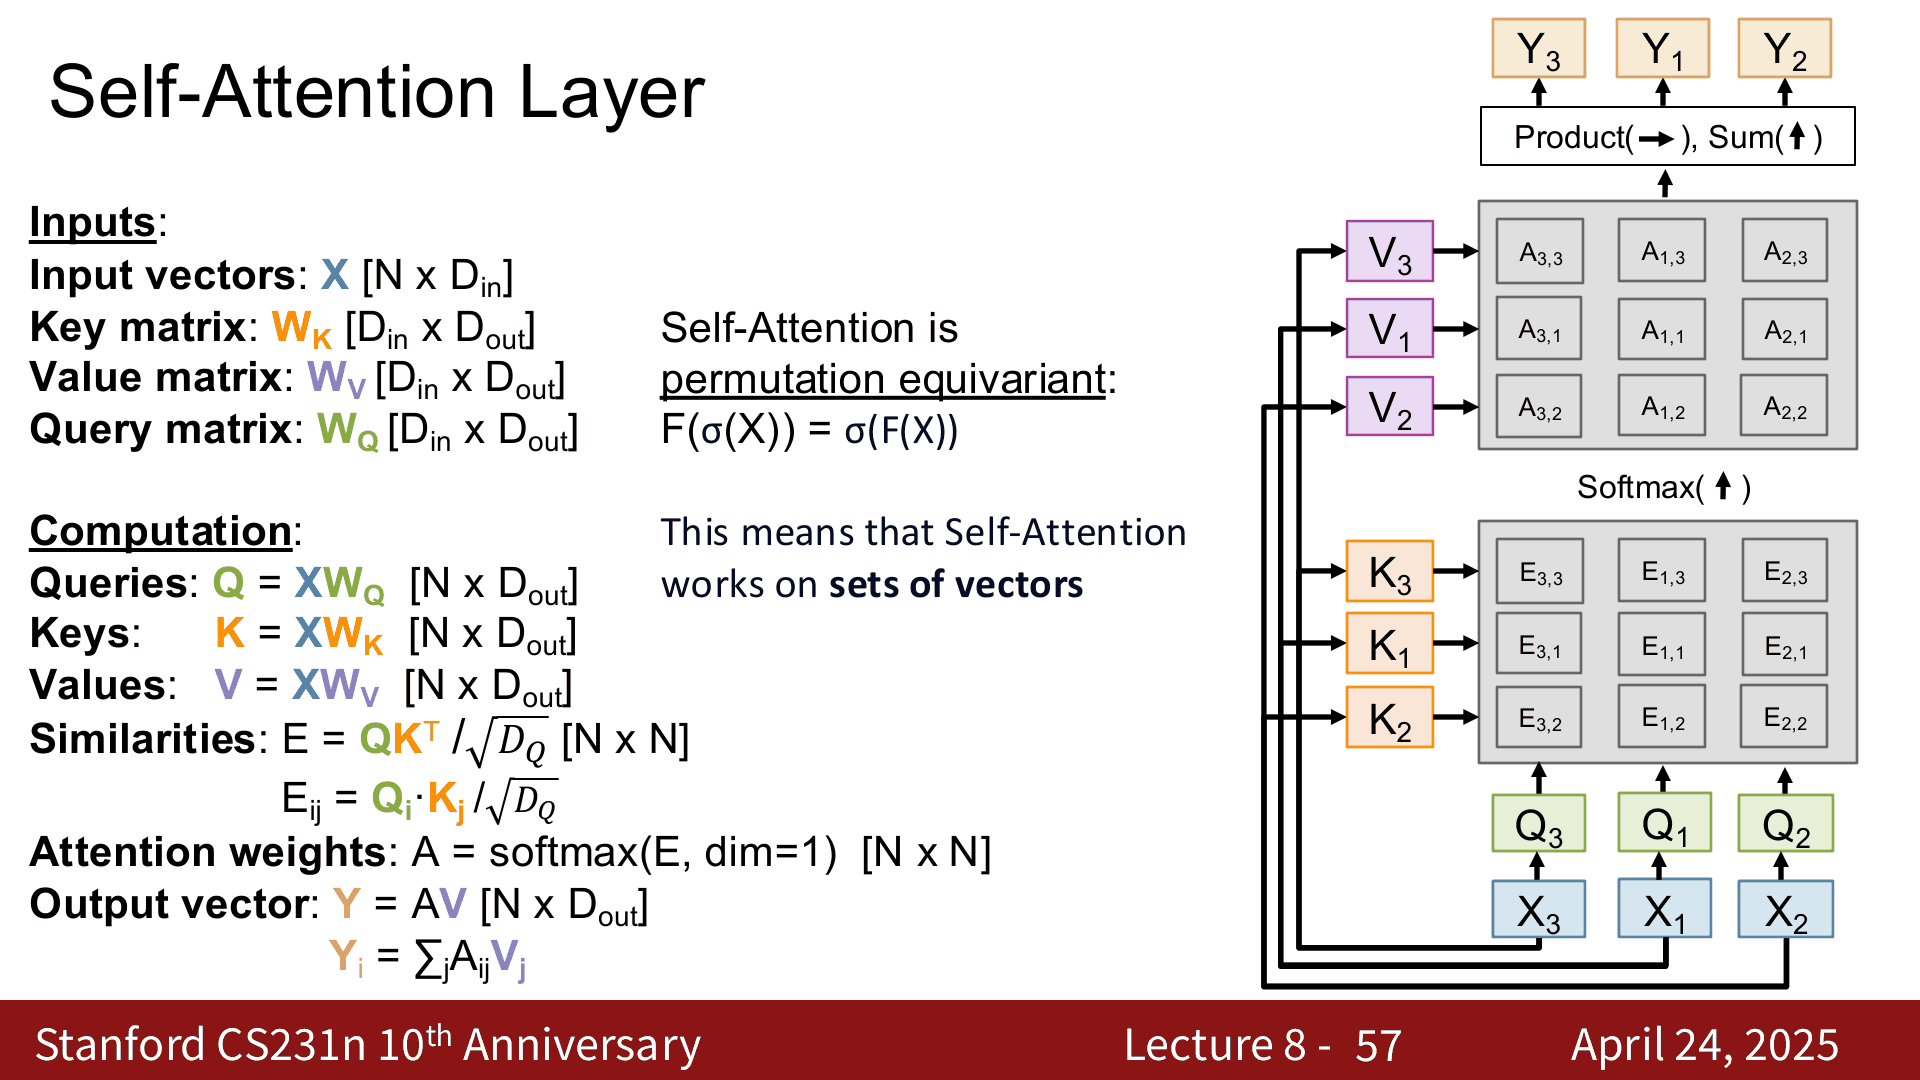 Self-Attention Layer
Inputs:
Input vectors: X [N x D_in]
Key matrix: W_K [D_in x D_out]
Value matrix: W_V [D_in x D_out]
Query matrix: W_Q [D_in x D_out]
Computation:
Queries: Q = XW_Q [N x D_out]
Keys: K = XW_K [N x D_out]
Values: V = XW_V [N x D_out]
Similarities: E = QK^T /√D_Q [N x N]
E_ij = Q_i·K_j /√D_Q
Attention weights: A = softmax(E, dim=1) [N x N]
Output vector: Y = AV [N x D_out]
Y_i = ∑_jA_ijV_j
Self-Attention is
permutation equivariant:
F(σ(X)) = σ(F(X))
This means that Self-Attention
works on sets of vectors
Y_3 Y_1 Y_2
Product(→), Sum(↑)
V_3 A_3,3 A_1,3 A_2,3
V_1 A_3,1 A_1,1 A_2,1
V_2 A_3,2 A_1,2 A_2,2
Softmax(↑)
K_3 E_3,3 E_1,3 E_2,3
K_1 E_3,1 E_1,1 E_2,1
K_2 E_3,2 E_1,2 E_2,2
Q_3 Q_1 Q_2
X_3 X_1 X_2
Stanford CS231n 10th Anniversary Lecture 8 - 57 April 24, 2025